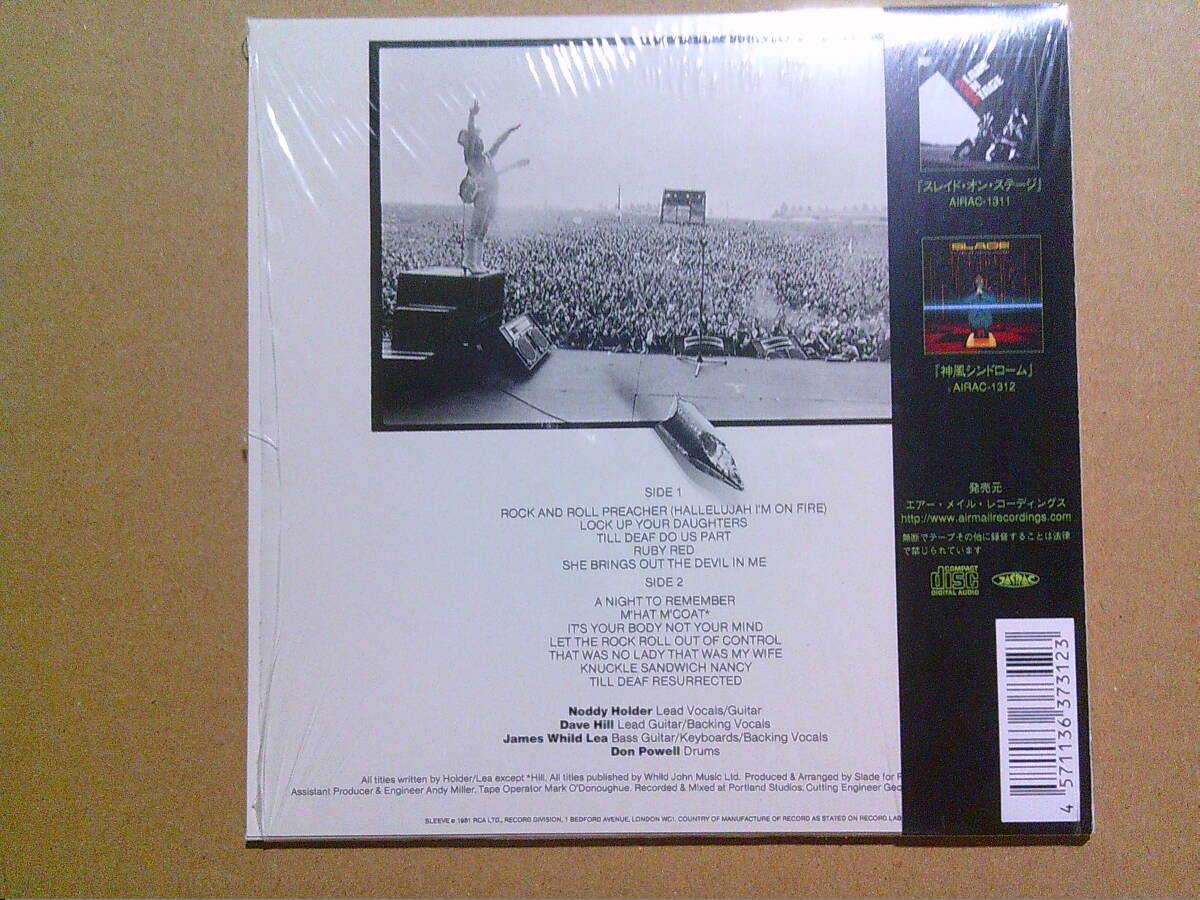 SIDE 1
ROCK AND ROLL PREACHER (HALLELUJAH I'M ON FIRE)
LOCK UP YOUR DAUGHTERS
TILL DEAF DO US PART
RUBY RED
SHE BRINGS OUT THE DEVIL IN ME
SIDE 2
A NIGHT TO REMEMBER
M'HAT M'COAT*
IT'S YOUR BODY NOT YOUR MIND
LET THE ROCK ROLL OUT OF CONTROL
THAT WAS NO LADY THAT WAS MY WIFE
KNUCKLE SANDWICH NANCY
TILL DEAF RESURRECTED
Noddy Holder Lead Vocals/Guitar
Dave Hill Lead Guitar/Backing Vocals
James Whild Lea Bass Guitar/Keyboards/Backing Vocals
Don Powell Drums
All titles written by Holder/Lea except *Hill. All titles published by Whild John Music Ltd. Produced & Arranged by Slade for
Assistant Producer & Engineer Andy Miller. Tape Operator Mark O'Donoughue. Recorded & Mixed at Portland Studios. Cutting Engineer Geo
SLEEVE ℗ 1981 RCA LTD., RECORD DIVISION, 1 BEDFORD AVENUE, LONDON WC1. COUNTRY OF MANUFACTURE OF RECORD AS STATED ON RECORD LAB
『スレイド・オン・ステージ』
AIRAC-1311
SLADE
『神風シンドローム』
AIRAC-1312
発売元
エアー・メイル・レコーディングス
http://www.airmailrecordings.com
無断でテープその他に録音することは法律
で禁じられています
COMPACT
disc
DIGITAL AUDIO
JASRAC
4 571136 373123